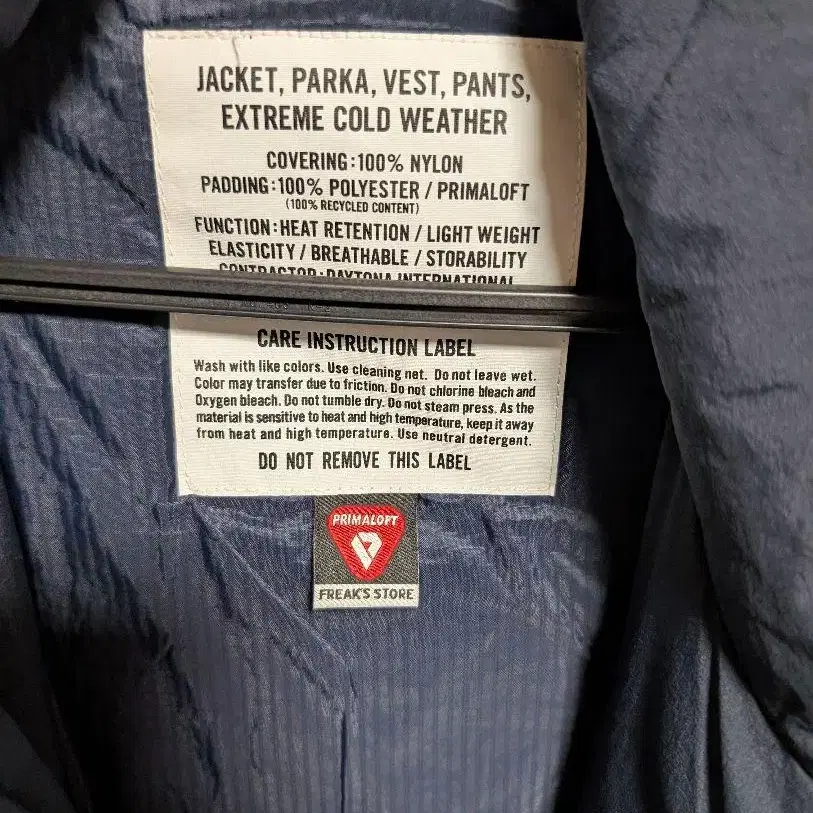 JACKET, PARKA, VEST, PANTS,
EXTREME COLD WEATHER
COVERING:100% NYLON
PADDING:100% POLYESTER / PRIMALOFT
(100% RECYCLED CONTENT)
FUNCTION:HEAT RETENTION / LIGHT WEIGHT
ELASTICITY / BREATHABLE / STORABILITY
CONTRACTOR:DAYTONA INTERNATIONAL
CARE INSTRUCTION LABEL
Wash with like colors. Use cleaning net. Do not leave wet.
Color may transfer due to friction. Do not chlorine bleach and
Oxygen bleach. Do not tumble dry. Do not steam press. As the
material is sensitive to heat and high temperature, keep it away
from heat and high temperature. Use neutral detergent.
DO NOT REMOVE THIS LABEL
PRIMALOFT
FREAK'S STORE